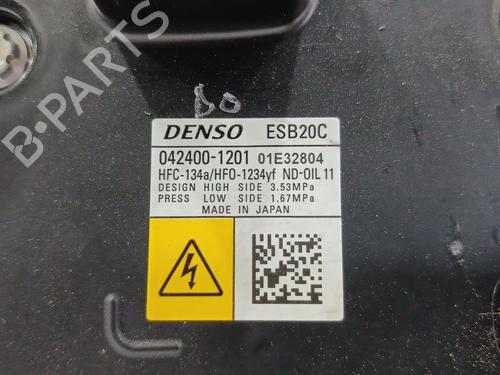 DENSO ESB20C
042400-1201 01E32804
HFC-134a/HFO-1234yf ND-OIL 11
DESIGN HIGH SIDE 3.53MPa
PRESS LOW SIDE 1.67MPa
MADE IN JAPAN
B-PARTS